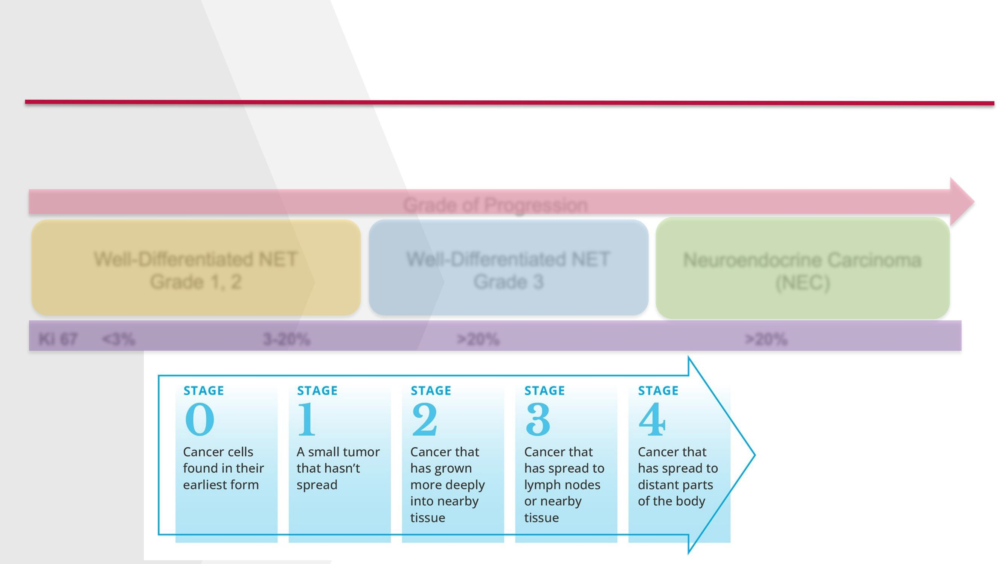 Grade of Progression
Well-Differentiated NET
Grade 1, 2
Well-Differentiated NET
Grade 3
Neuroendocrine Carcinoma
(NEC)
Ki 67 <3% 3-20% >20% >20%
STAGE
0
Cancer cells
found in their
earliest form
STAGE
1
A small tumor
that hasn’t
spread
STAGE
2
Cancer that
has grown
more deeply
into nearby
tissue
STAGE
3
Cancer that
has spread to
lymph nodes
or nearby
tissue
STAGE
4
Cancer that
has spread to
distant parts
of the body